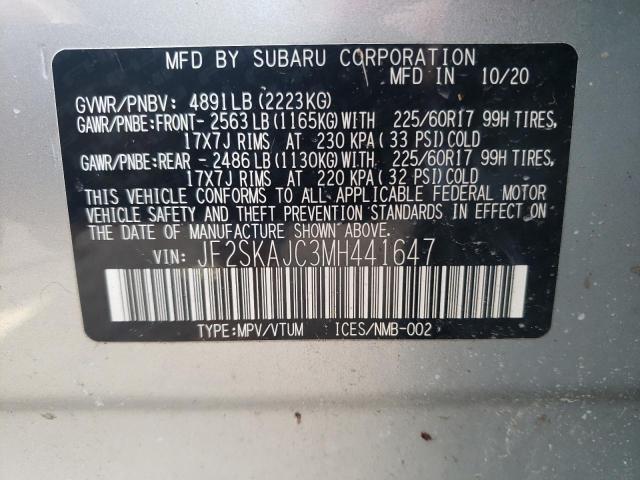 MFD BY SUBARU CORPORATION
MFD IN 10/20
GVWR/PNBV: 4891LB (2223KG)
GAWR/PNBE:FRONT- 2563LB (1165KG)WITH 225/60R17 99H TIRES,
17X7J RIMS AT 230 KPA (33 PSI)COLD
GAWR/PNBE:REAR - 2486LB (1130KG)WITH 225/60R17 99H TIRES,
17X7J RIMS AT 220 KPA (32 PSI)COLD
THIS VEHICLE CONFORMS TO ALL APPLICABLE FEDERAL MOTOR
VEHICLE SAFETY AND THEFT PREVENTION STANDARDS IN EFFECT ON
THE DATE OF MANUFACTURE SHOWN ABOVE.
VIN: JF2SKAJC3MH441647
TYPE:MPV/VTUM ICES/NMB-002